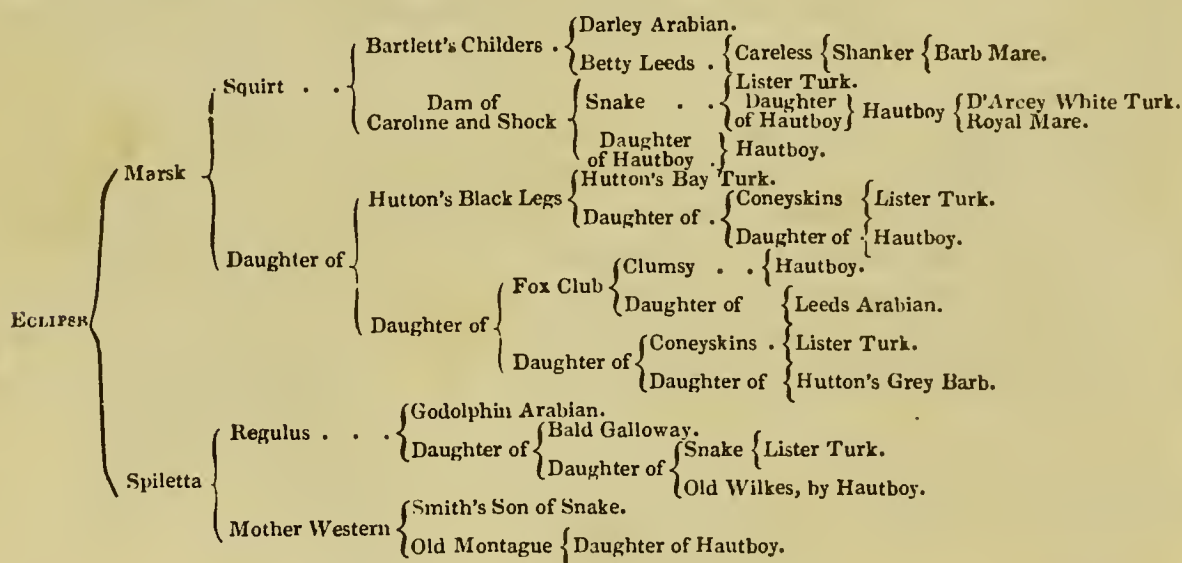 Darley Arabian.
Bartlett's Childers .
Betty Leeds . Careless Shanker Barb Mare.
Squirt . .
Lister Turk.
Dam of Caroline and Shock
Snake . . Daughter of Hautboy Hautboy D'Arcey White Turk.
Royal Mare.
Daughter of Hautboy . Hautboy.
Marsk
Hutton's Bay Turk.
Hutton's Black Legs
Daughter of . Coneyskins Lister Turk.
Daughter of . Hautboy.
Daughter of
Clumsy . . Hautboy.
Fox Club
Daughter of Leeds Arabian.
Eclipse
Daughter of
Coneyskins . Lister Turk.
Daughter of
Daughter of Hutton's Grey Barb.
Godolphin Arabian.
Regulus . . .
Bald Galloway.
Daughter of
Snake Lister Turk.
Daughter of
Old Wilkes, by Hautboy.
Spiletta
Smith's Son of Snake.
Mother Western
Old Montague Daughter of Hautboy.